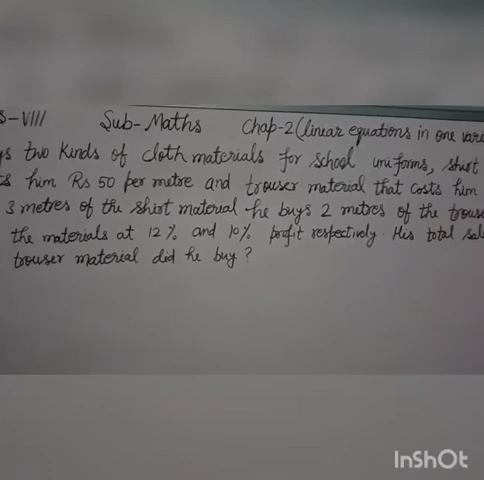 S-VIII Sub-Maths Chap-2 (linear equations in one vari
ys two kinds of cloth materials for school uniforms, shirt
ts him Rs 50 per metre and trouser material that costs him
3 metres of the shirt material he buys 2 metres of the trouse
the materials at 12% and 10% profit respectively. His total sal
trouser material did he buy?
InShOt